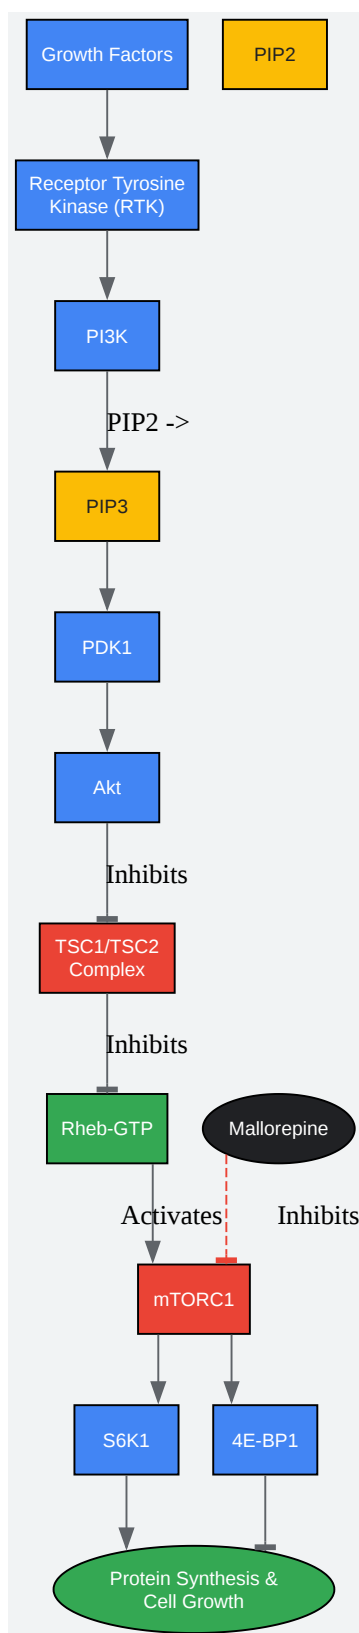 Growth Factors
PIP2
Receptor Tyrosine
Kinase (RTK)
PI3K
PIP2 ->
PIP3
PDK1
Akt
Inhibits
TSC1/TSC2
Complex
Inhibits
Rheb-GTP
Mallorepine
Activates
Inhibits
mTORC1
S6K1
4E-BP1
Protein Synthesis &
Cell Growth